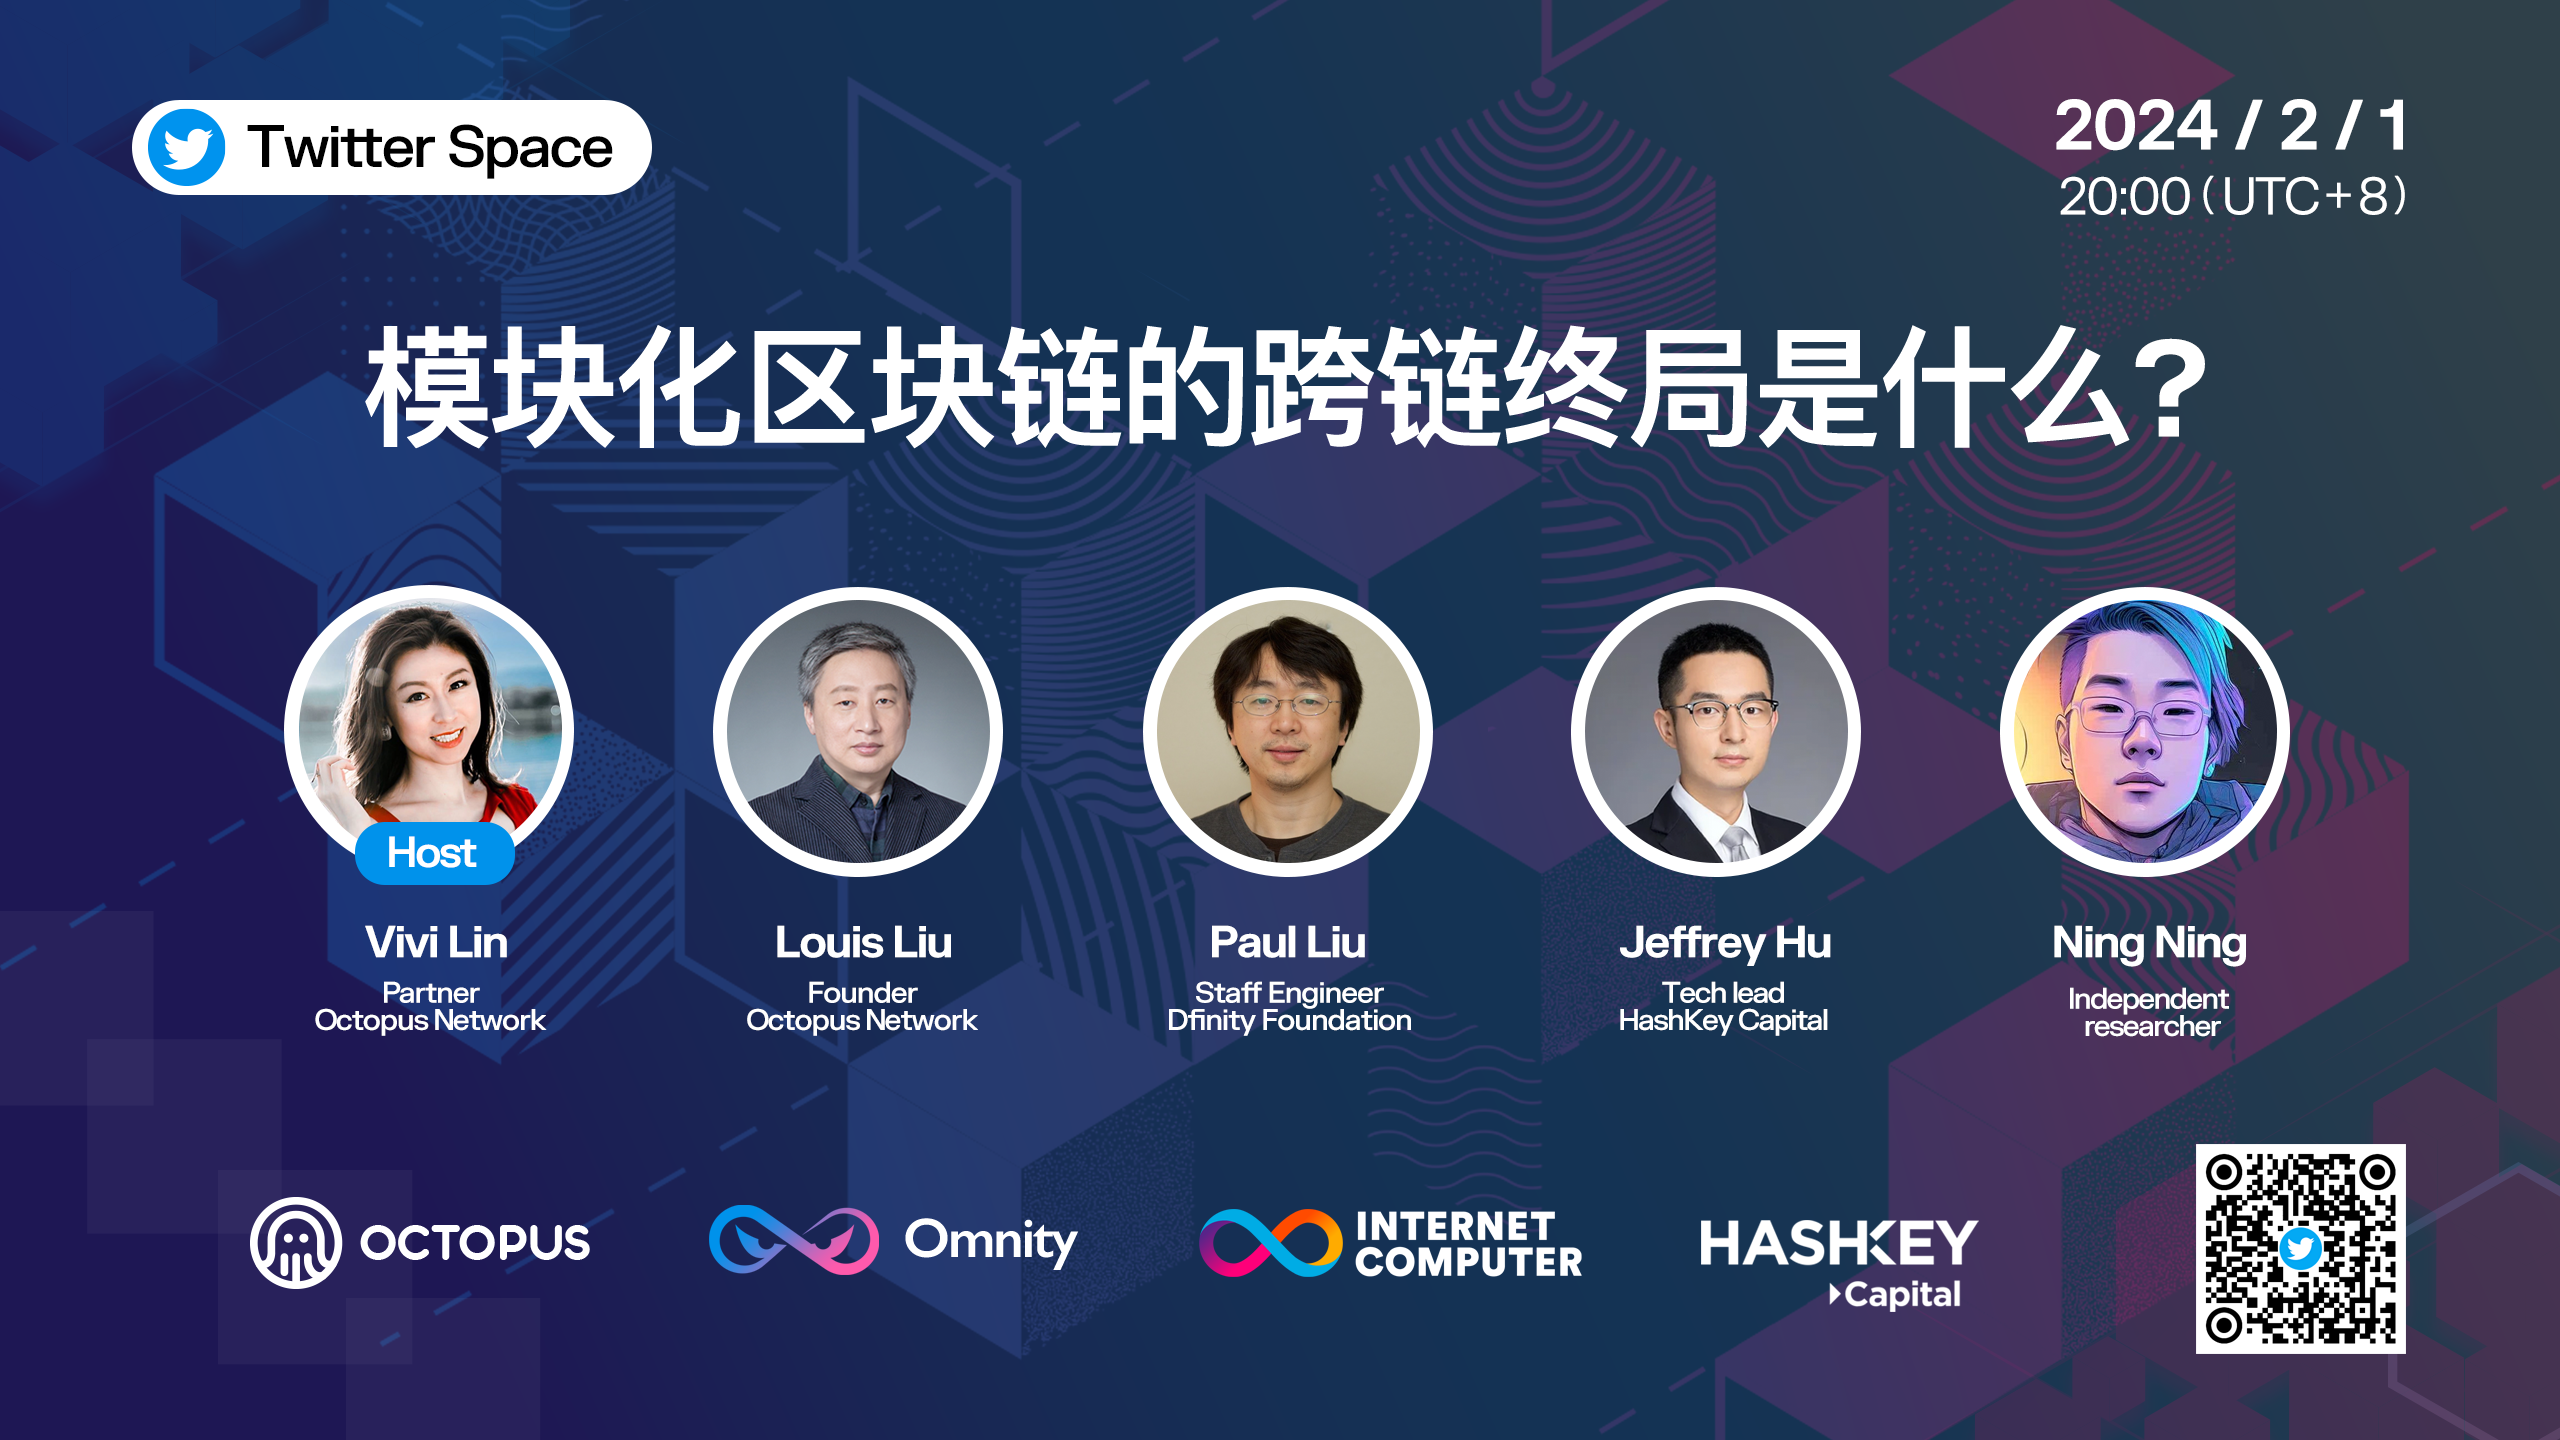 Twitter Space
2024 / 2 / 1
20:00 (UTC+8)
模块化区块链的跨链终局是什么?
Host
Vivi Lin
Partner
Octopus Network
Louis Liu
Founder
Octopus Network
Paul Liu
Staff Engineer
Dfinity Foundation
Jeffrey Hu
Tech lead
HashKey Capital
Ning Ning
Independent
researcher
OCTOPUS
Omnity
INTERNET
COMPUTER
HASHKEY
Capital